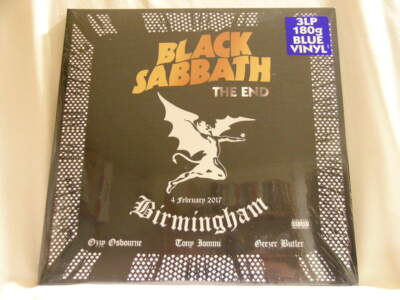 3LP
180g
BLUE
VINYL
BLACK
SABBATH
THE END
4 February 2017
Birmingham
Ozzy Osbourne Tony Iommi Geezer Butler